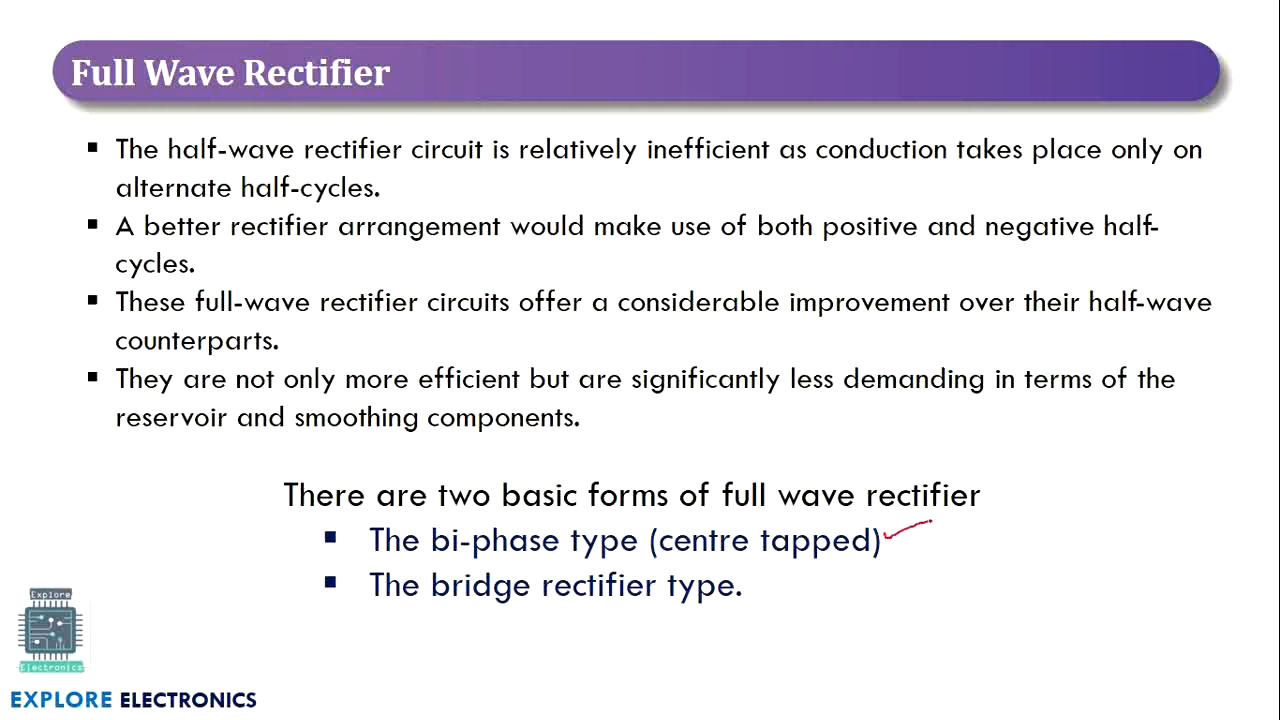 Full Wave Rectifier
▪ The half-wave rectifier circuit is relatively inefficient as conduction takes place only on
alternate half-cycles.
▪ A better rectifier arrangement would make use of both positive and negative half-
cycles.
▪ These full-wave rectifier circuits offer a considerable improvement over their half-wave
counterparts.
▪ They are not only more efficient but are significantly less demanding in terms of the
reservoir and smoothing components.
There are two basic forms of full wave rectifier
▪ The bi-phase type (centre tapped)
▪ The bridge rectifier type.
Explore
Electronics
EXPLORE ELECTRONICS